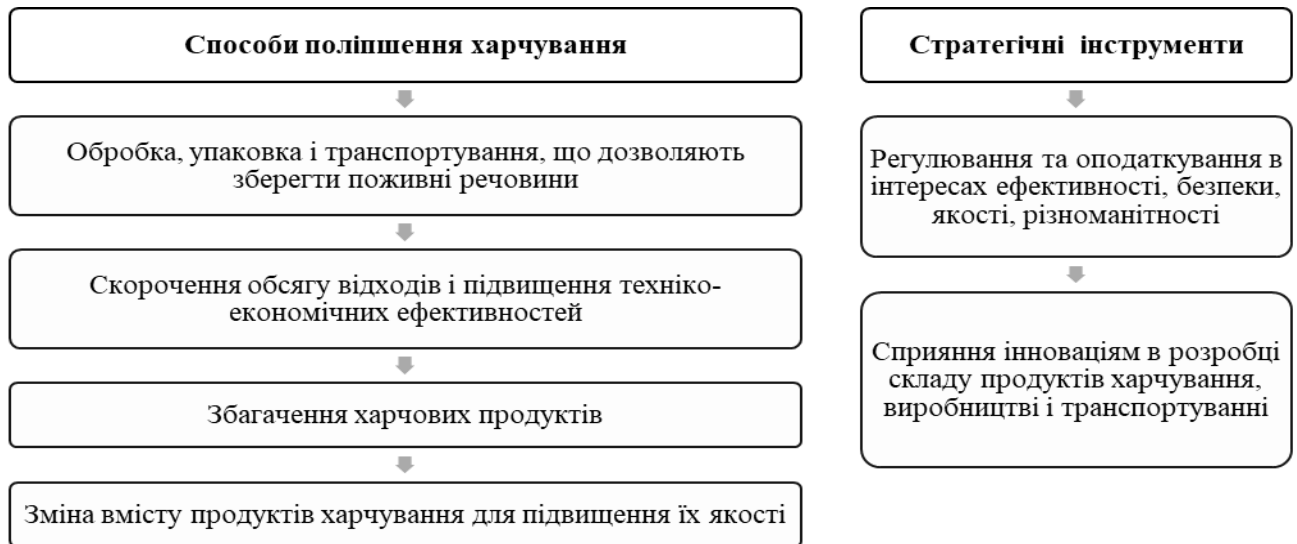 Способи поліпшення харчування
Обробка, упаковка і транспортування, що дозволяють
зберегти поживні речовини
Скорочення обсягу відходів і підвищення техніко-
економічних ефективностей
Збагачення харчових продуктів
Зміна вмісту продуктів харчування для підвищення їх якості
Стратегічні інструменти
Регулювання та оподаткування в
інтересах ефективності, безпеки,
якості, різноманітності
Сприяння інноваціям в розробці
складу продуктів харчування,
виробництві і транспортуванні